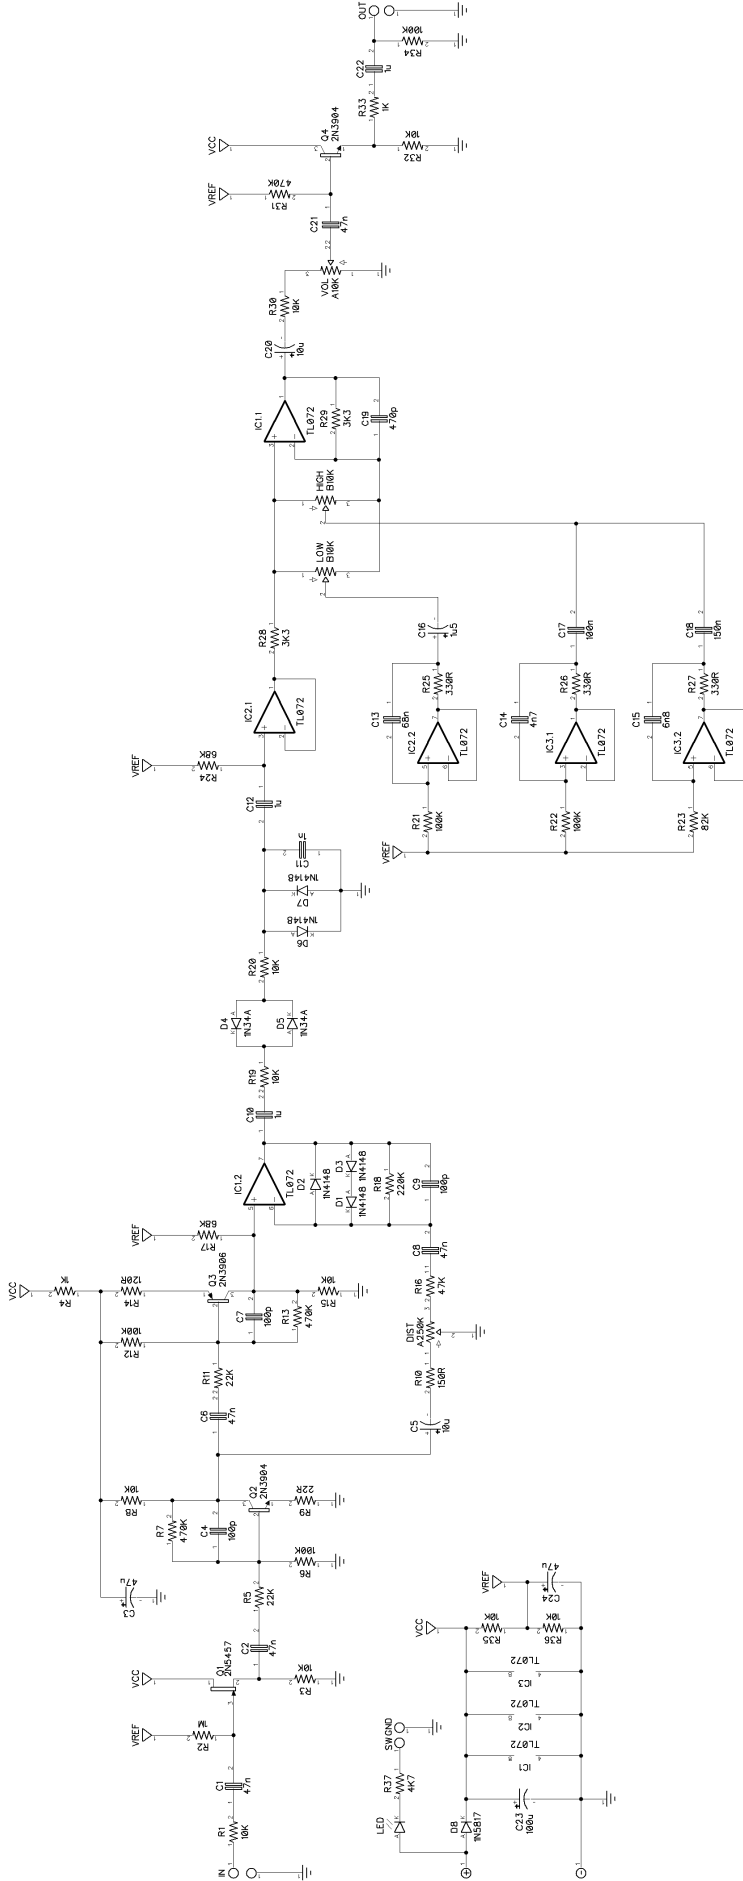 IN
R1
10K
C1
47n
VREF
R2
1M
VCC
Q1
2N5457
R3
10K
C2
47n
R5
22K
C3
47u
R6
100K
R7
470K
C4
100p
R8
10K
Q2
2N3904
R9
22R
C5
10u
C6
47n
R11
22K
R10
150R
DIST
A250K
R16
47K
C8
47n
VCC
R4
1K
R12
100K
R14
120R
Q3
2N3906
C7
100p
R13
470K
R15
10K
VREF
R17
68K
IC1.2
TL072
D2
1N4148
D1
1N4148
D3
1N4148
R18
220K
C9
100p
C10
1u
R19
10K
D4
1N34A
D5
1N34A
R20
10K
D6
1N4148
D7
1N4148
C11
1n
C12
1u
VREF
R24
68K
IC2.1
TL072
R28
3K3
LOW
B10K
HIGH
B10K
IC1.1
TL072
R29
3K3
C19
470p
C20
10u
R30
10K
VOL
A10K
C21
47n
VREF
R31
470K
VCC
Q4
2N3904
R32
10K
R33
1K
C22
1u
R34
100K
OUT
VREF
R21
100K
IC2.2
TL072
C13
68n
R25
330R
C16
1u5
R22
100K
IC3.1
TL072
C14
4n7
R26
330R
C17
100n
R23
82K
IC3.2
TL072
C15
6n8
R27
330R
C18
150n
LED
R37
4K7
SW
GND
D8
1N5817
C23
100u
IC1
TL072
IC2
TL072
IC3
TL072
VCC
R35
10K
R36
10K
VREF
C24
47u